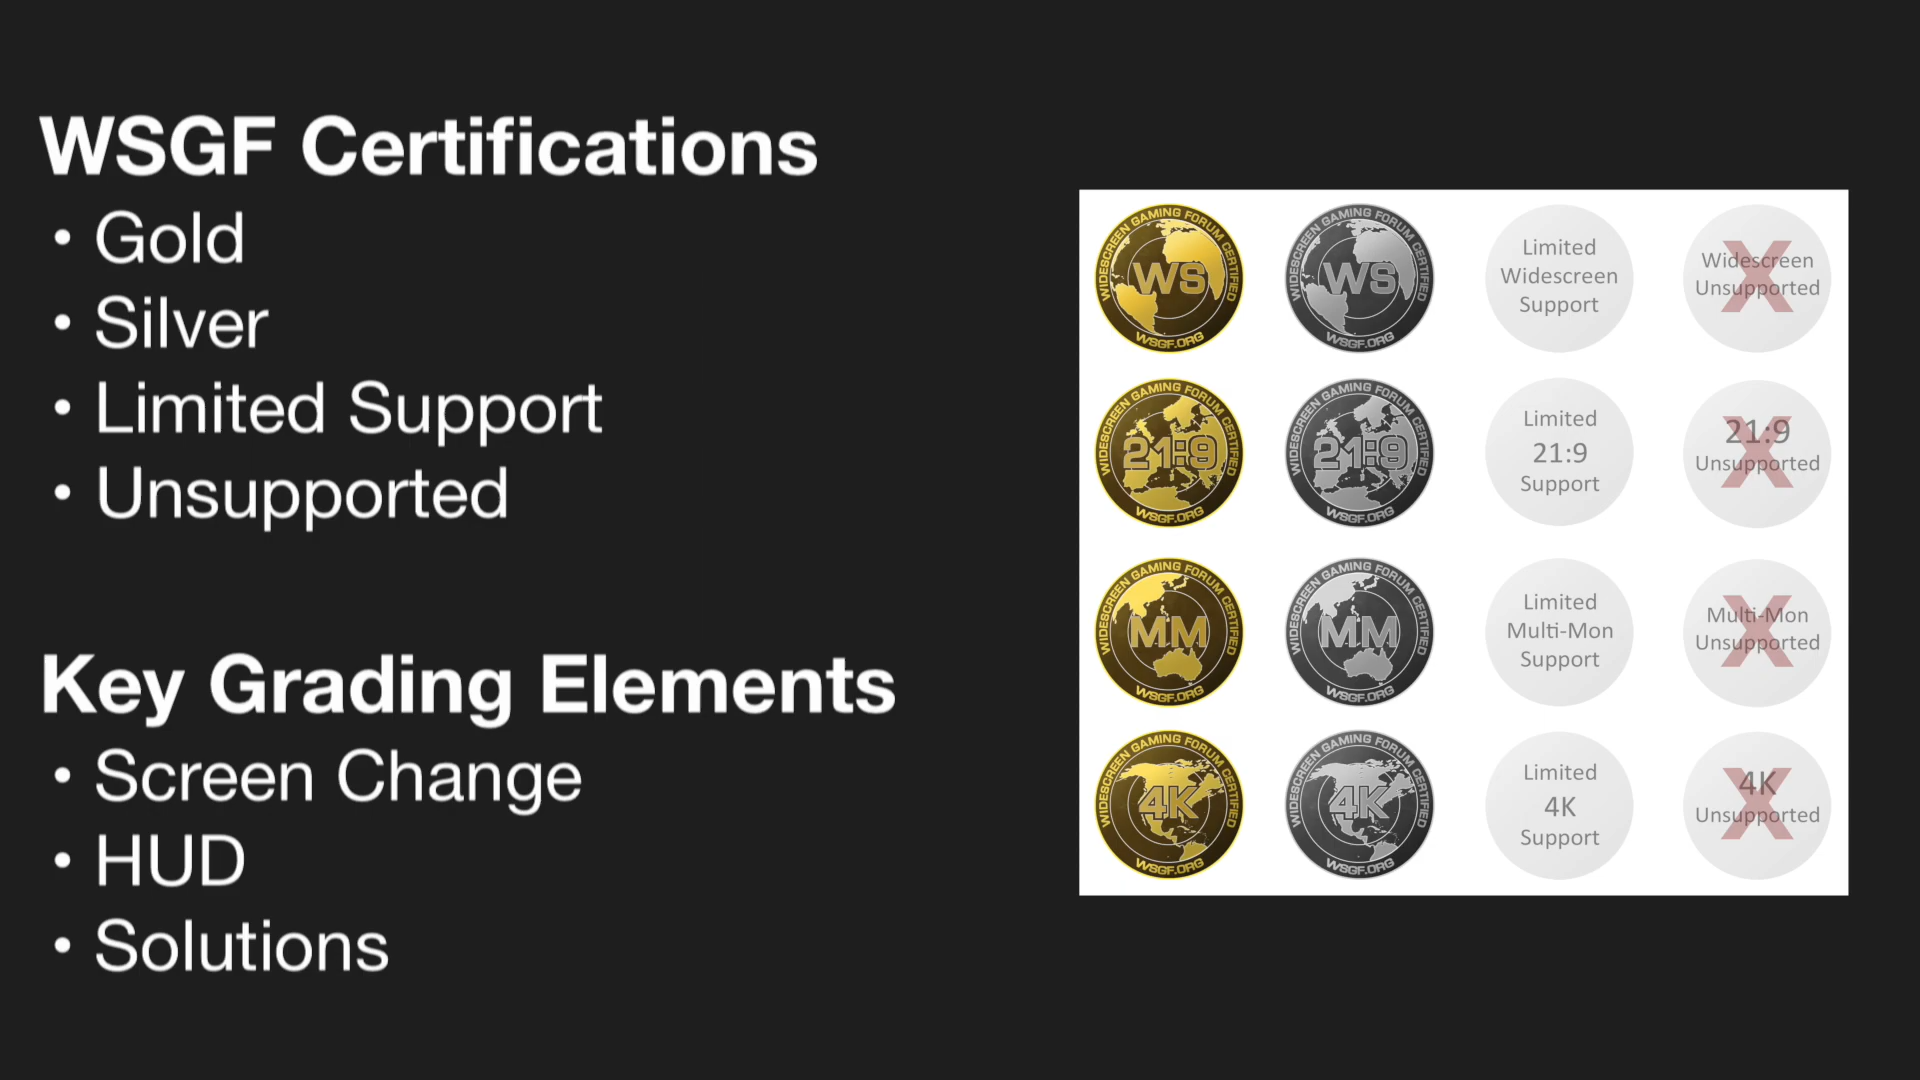 WSGF Certifications
• Gold
• Silver
• Limited Support
• Unsupported
Key Grading Elements
• Screen Change
• HUD
• Solutions
WIDESCREEN GAMING FORUM CERTIFIED
WS
WSGF.ORG
WIDESCREEN GAMING FORUM CERTIFIED
WS
WSGF.ORG
Limited
Widescreen
Support
Widescreen
Unsupported
X
WIDESCREEN GAMING FORUM CERTIFIED
21:9
WSGF.ORG
WIDESCREEN GAMING FORUM CERTIFIED
21:9
WSGF.ORG
Limited
21:9
Support
21:9
Unsupported
X
WIDESCREEN GAMING FORUM CERTIFIED
MM
WSGF.ORG
WIDESCREEN GAMING FORUM CERTIFIED
MM
WSGF.ORG
Limited
Multi-Mon
Support
Multi-Mon
Unsupported
X
WIDESCREEN GAMING FORUM CERTIFIED
4K
WSGF.ORG
WIDESCREEN GAMING FORUM CERTIFIED
4K
WSGF.ORG
Limited
4K
Support
4K
Unsupported
X